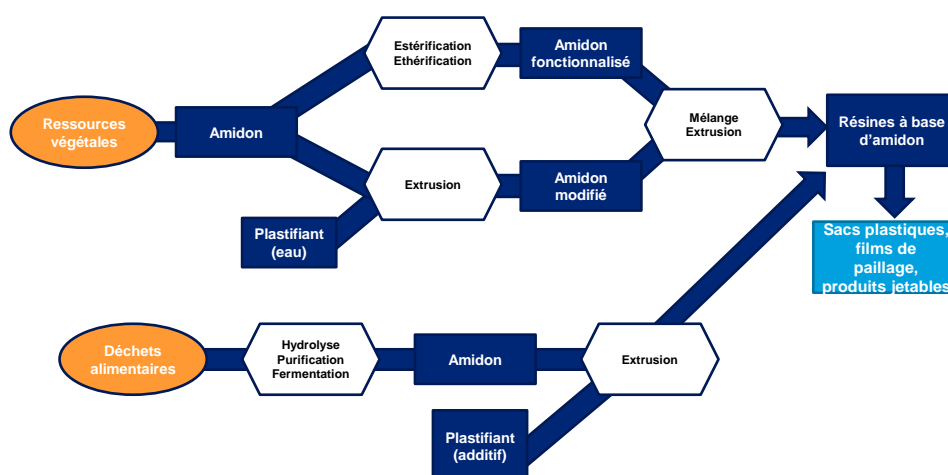 Estérification
Ethérification
Amidon
fonctionnalisé
Ressources
végétales
Amidon
Mélange
Extrusion
Résines à base
d'amidon
Extrusion
Amidon
modifié
Plastifiant
(eau)
Sacs plastiques,
films de
paillage,
produits jetables
Déchets
alimentaires
Hydrolyse
Purification
Fermentation
Amidon
Extrusion
Plastifiant
(additif)